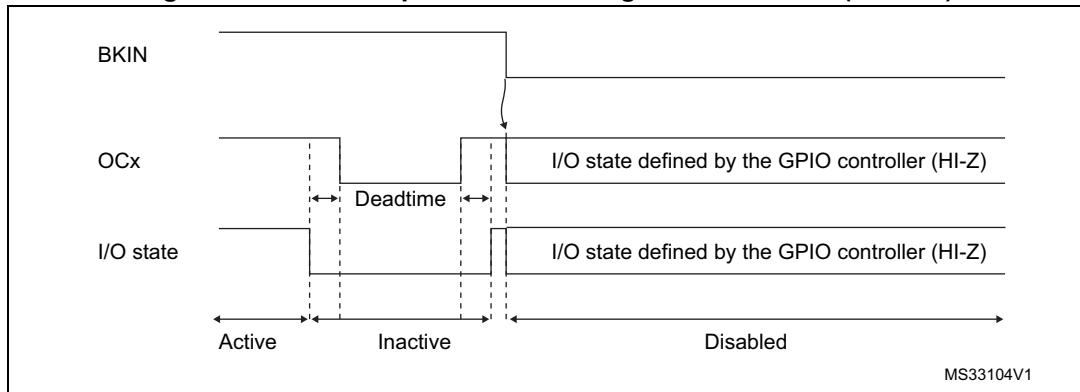 BKIN
OCx
I/O state defined by the GPIO controller (HI-Z)
Deadtime
I/O state
I/O state defined by the GPIO controller (HI-Z)
Active
Inactive
Disabled
MS33104V1